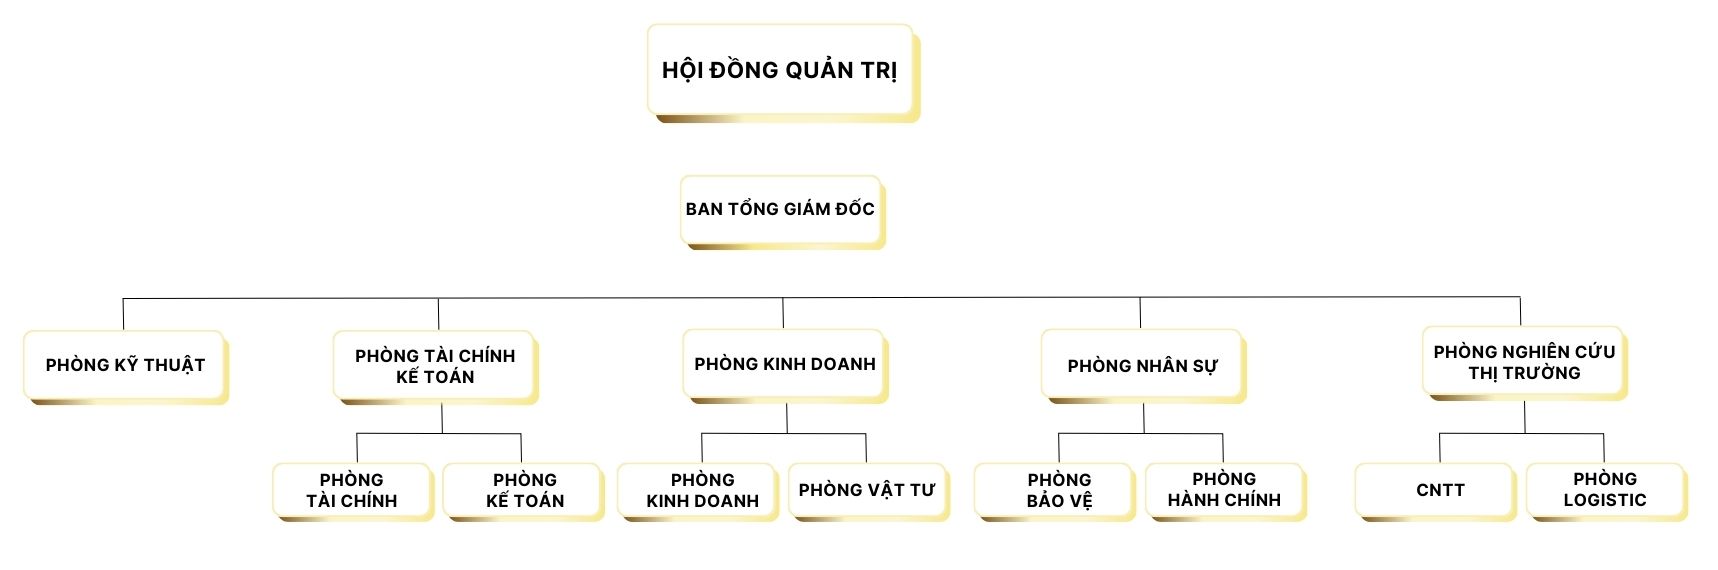 HỘI ĐỒNG QUẢN TRỊ
BAN TỔNG GIÁM ĐỐC
PHÒNG KỸ THUẬT
PHÒNG TÀI CHÍNH
KẾ TOÁN
PHÒNG KINH DOANH
PHÒNG NHÂN SỰ
PHÒNG NGHIÊN CỨU
THỊ TRƯỜNG
PHÒNG
TÀI CHÍNH
PHÒNG
KẾ TOÁN
PHÒNG
KINH DOANH
PHÒNG VẬT TƯ
PHÒNG
BẢO VỆ
PHÒNG
HÀNH CHÍNH
CNTT
PHÒNG
LOGISTIC